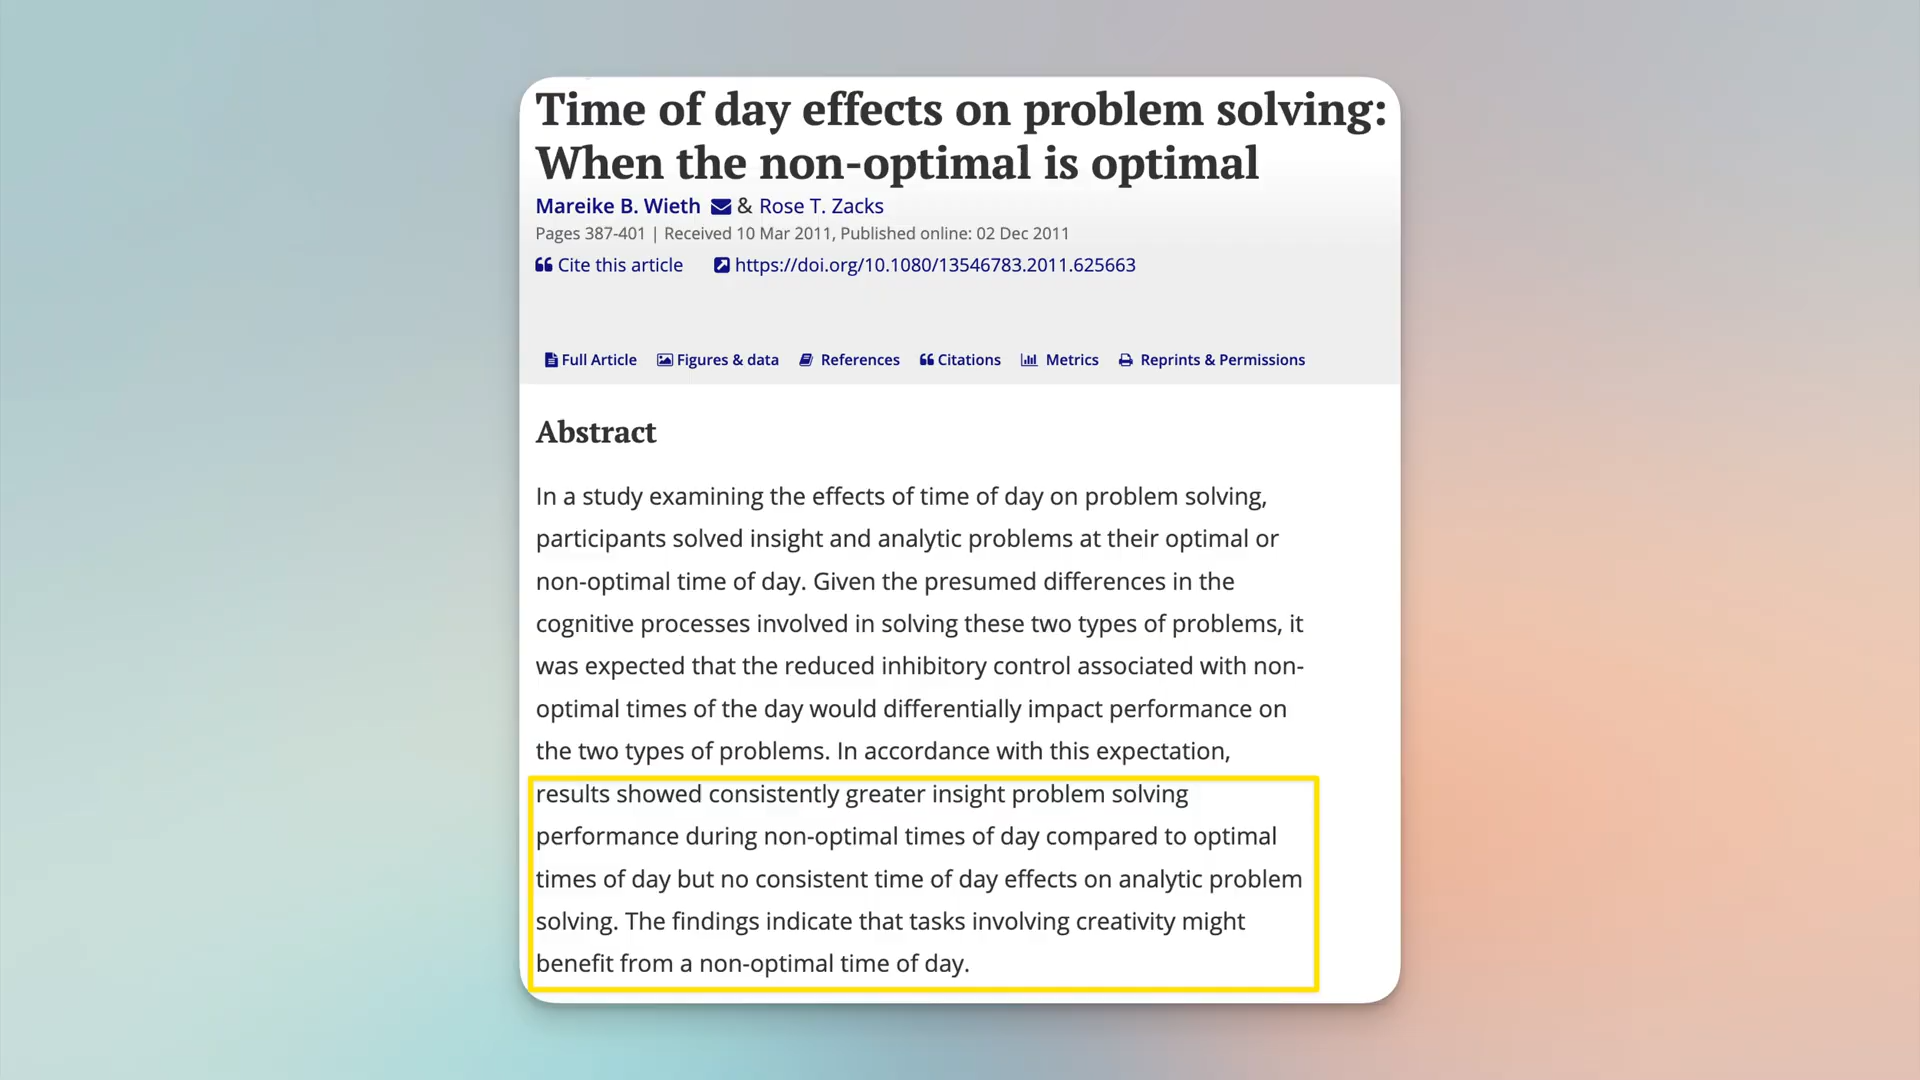 Time of day effects on problem solving:
When the non-optimal is optimal
Mareike B. Wieth & Rose T. Zacks
Pages 387-401 | Received 10 Mar 2011, Published online: 02 Dec 2011
Cite this article https://doi.org/10.1080/13546783.2011.625663
Full Article Figures & data References Citations Metrics Reprints & Permissions
Abstract
In a study examining the effects of time of day on problem solving,
participants solved insight and analytic problems at their optimal or
non-optimal time of day. Given the presumed differences in the
cognitive processes involved in solving these two types of problems, it
was expected that the reduced inhibitory control associated with non-
optimal times of the day would differentially impact performance on
the two types of problems. In accordance with this expectation,
results showed consistently greater insight problem solving
performance during non-optimal times of day compared to optimal
times of day but no consistent time of day effects on analytic problem
solving. The findings indicate that tasks involving creativity might
benefit from a non-optimal time of day.